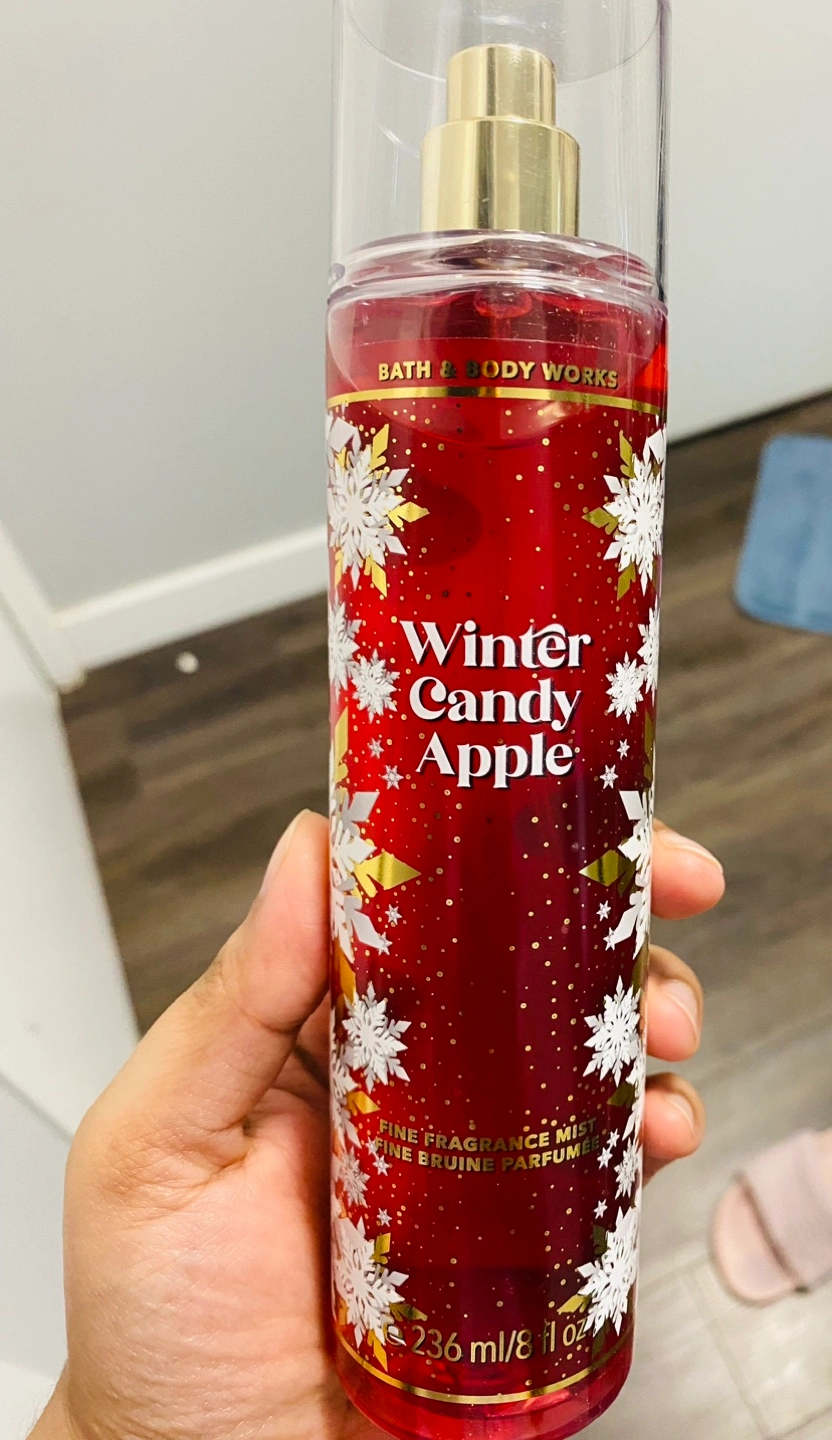 BATH & BODY WORKS
Winter
Candy
Apple
FINE FRAGRANCE MIST
FINE BRUINE PARFUMÉE
e 236 ml/8 fl oz